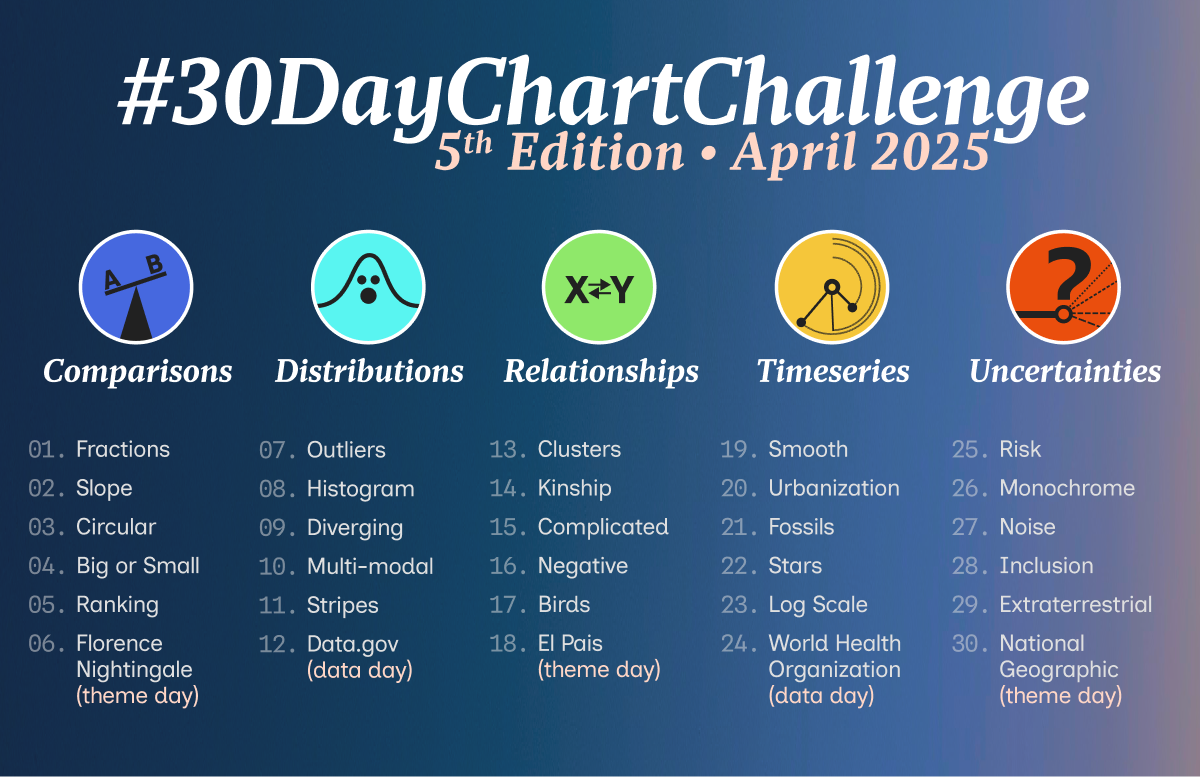 #30DayChartChallenge
5th Edition • April 2025
A B
X⇄Y
?
Comparisons
Distributions
Relationships
Timeseries
Uncertainties
01. Fractions
02. Slope
03. Circular
04. Big or Small
05. Ranking
06. Florence
Nightingale
(theme day)
07. Outliers
08. Histogram
09. Diverging
10. Multi-modal
11. Stripes
12. Data.gov
(data day)
13. Clusters
14. Kinship
15. Complicated
16. Negative
17. Birds
18. El Pais
(theme day)
19. Smooth
20. Urbanization
21. Fossils
22. Stars
23. Log Scale
24. World Health
Organization
(data day)
25. Risk
26. Monochrome
27. Noise
28. Inclusion
29. Extraterrestrial
30. National
Geographic
(theme day)